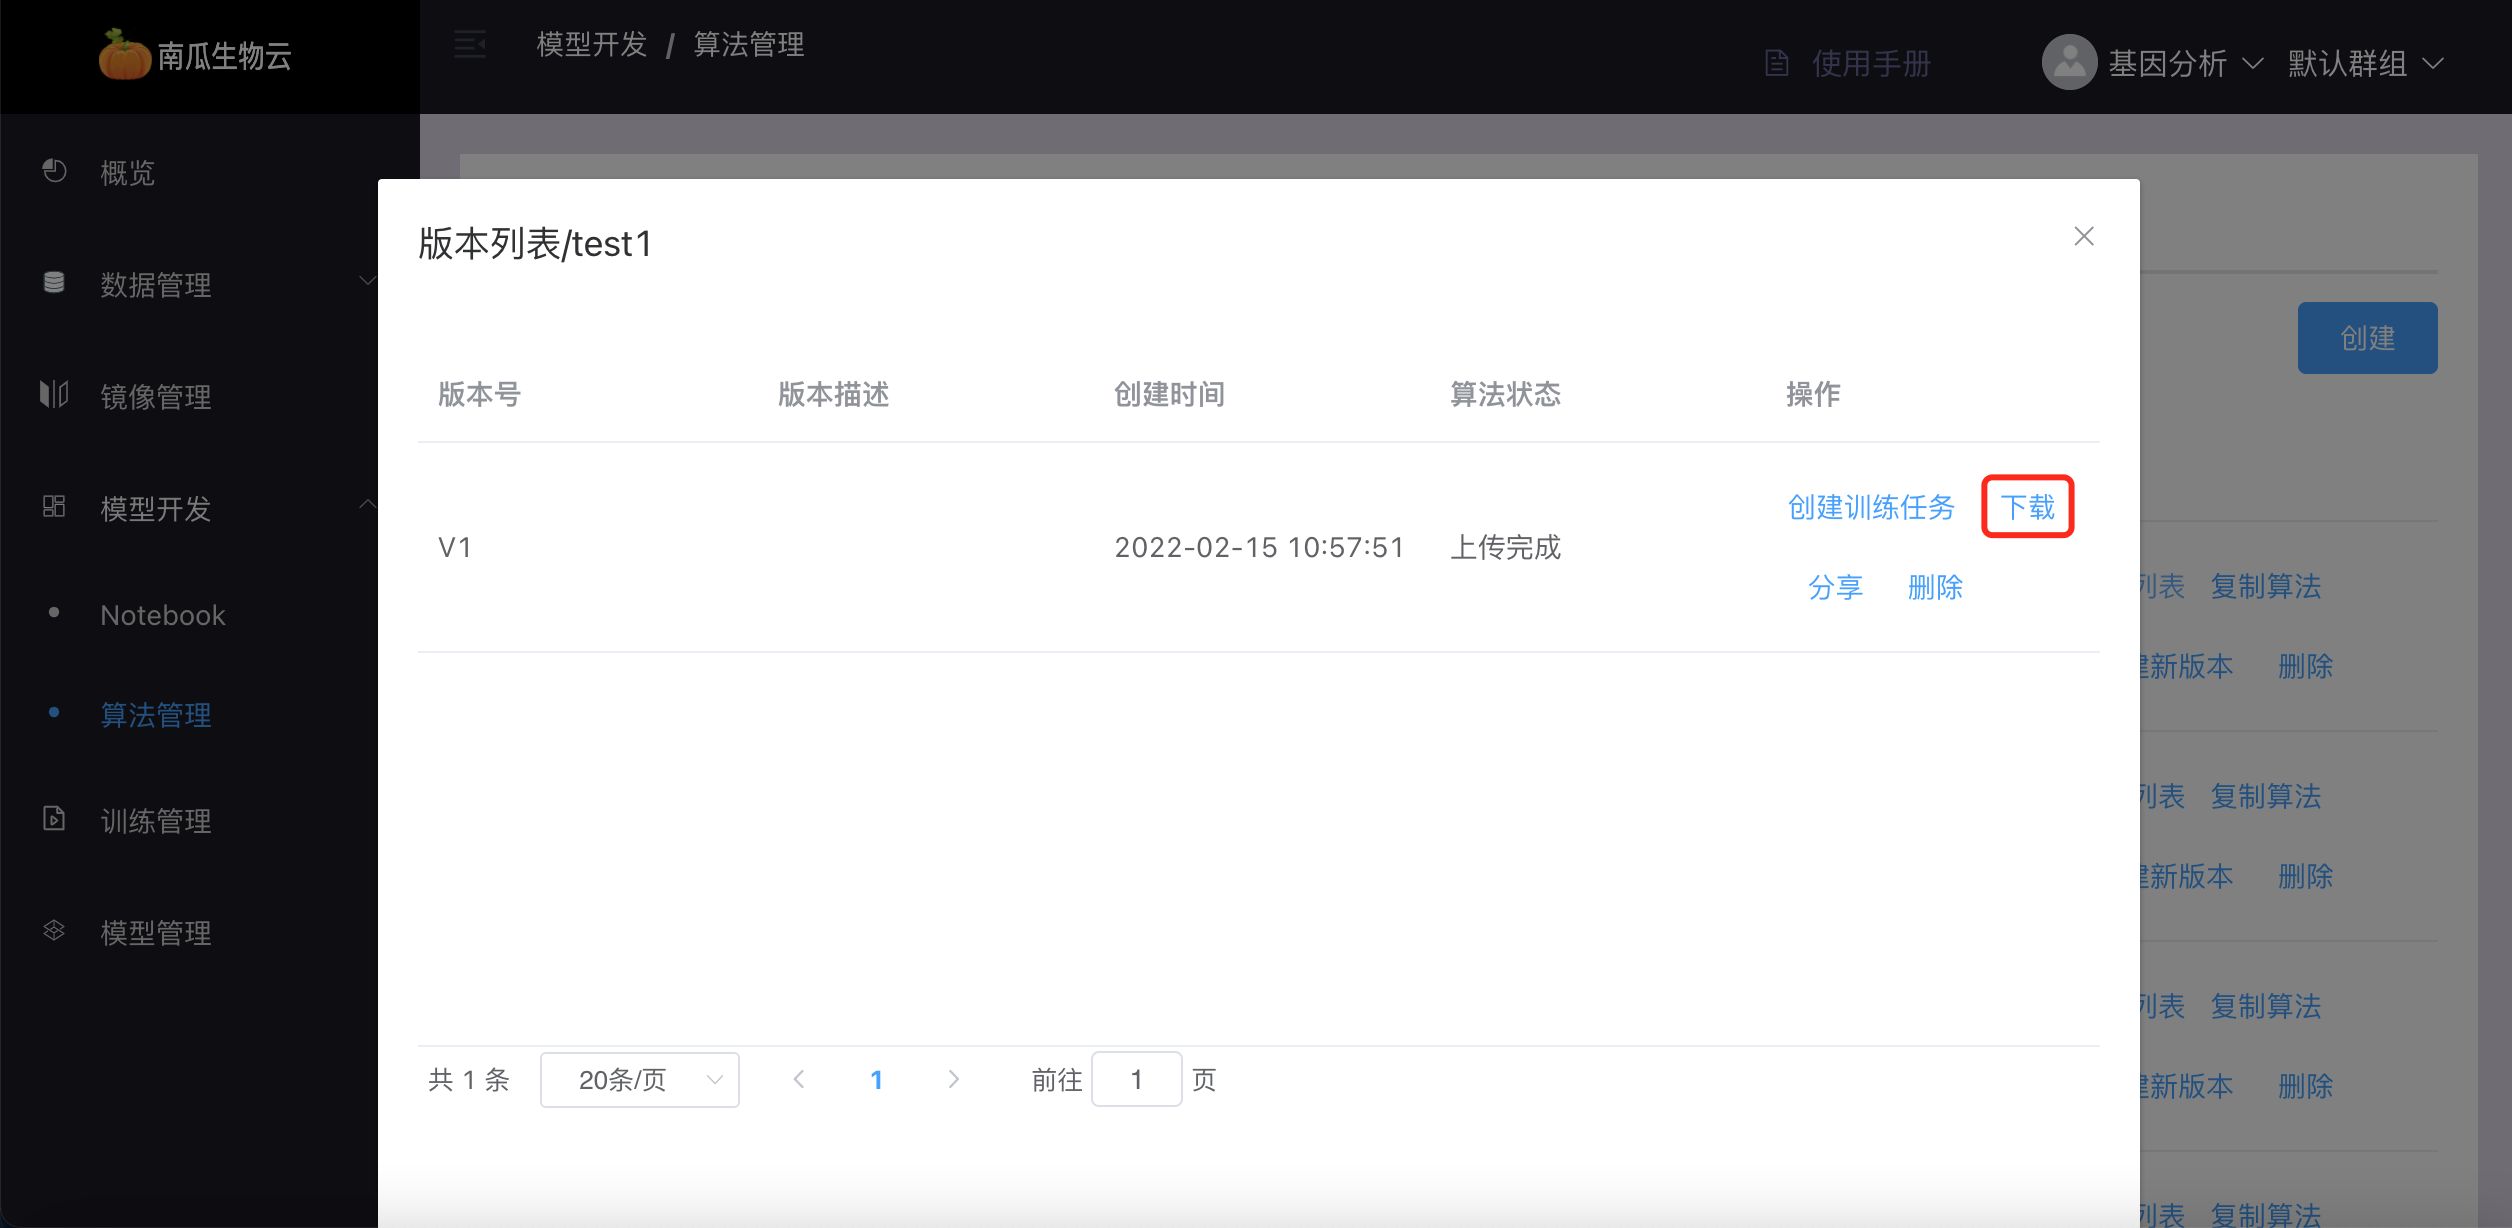 南瓜生物云
模型开发 / 算法管理
使用手册
基因分析
默认群组
概览
数据管理
镜像管理
模型开发
Notebook
算法管理
训练管理
模型管理
版本列表/test1
创建
版本号 版本描述 创建时间 算法状态 操作
V1 2022-02-15 10:57:51 上传完成
创建训练任务 下载
分享 删除
列表 复制算法
建新版本 删除
列表 复制算法
建新版本 删除
列表 复制算法
建新版本 删除
列表 复制算法
共 1 条 20条/页 1 前往 1 页